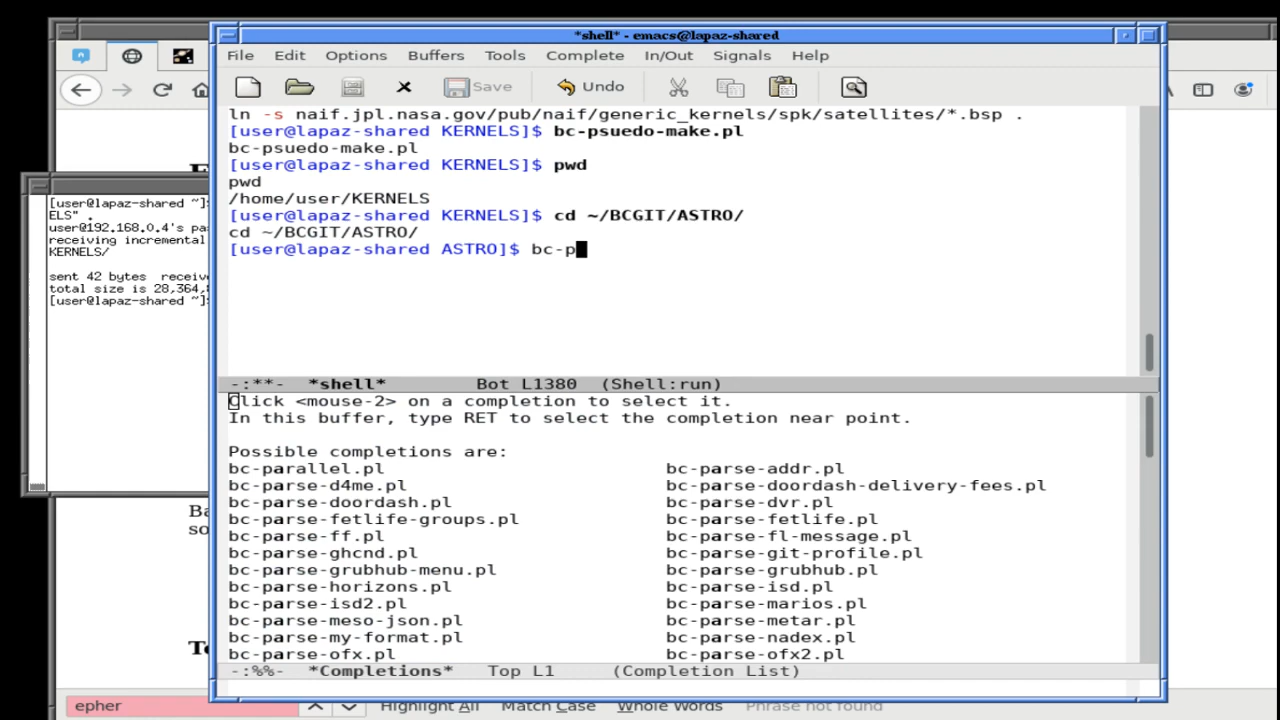 *shell* - emacs@lapaz-shared
File Edit Options Buffers Tools Complete In/Out Signals Help
Save Undo
ln -s naif.jpl.nasa.gov/pub/naif/generic_kernels/spk/satellites/*.bsp .
[user@lapaz-shared KERNELS]$ bc-psuedo-make.pl
bc-psuedo-make.pl
[user@lapaz-shared KERNELS]$ pwd
pwd
/home/user/KERNELS
[user@lapaz-shared KERNELS]$ cd ~/BCGIT/ASTRO/
cd ~/BCGIT/ASTRO/
[user@lapaz-shared ASTRO]$ bc-p
-:**- *shell* Bot L1380 (Shell:run)
Click <mouse-2> on a completion to select it.
In this buffer, type RET to select the completion near point.
Possible completions are:
bc-parallel.pl bc-parse-addr.pl
bc-parse-d4me.pl bc-parse-doordash-delivery-fees.pl
bc-parse-doordash.pl bc-parse-dvr.pl
bc-parse-fetlife-groups.pl bc-parse-fetlife.pl
bc-parse-ff.pl bc-parse-fl-message.pl
bc-parse-ghcnd.pl bc-parse-git-profile.pl
bc-parse-grubhub-menu.pl bc-parse-grubhub.pl
bc-parse-horizons.pl bc-parse-isd.pl
bc-parse-isd2.pl bc-parse-marios.pl
bc-parse-meso-json.pl bc-parse-metar.pl
bc-parse-my-format.pl bc-parse-nadex.pl
bc-parse-ofx.pl bc-parse-ofx2.pl
-:%%- *Completions* Top L1 (Completion List)
[user@lapaz-shared ~]$
ELS" .
user@192.168.0.4's pa
receiving incremental
KERNELS/
sent 42 bytes receive
total size is 28,364,
[user@lapaz-shared ~]$
Ba
so
To
epher Highlight All Match Case Whole Words Phrase not found